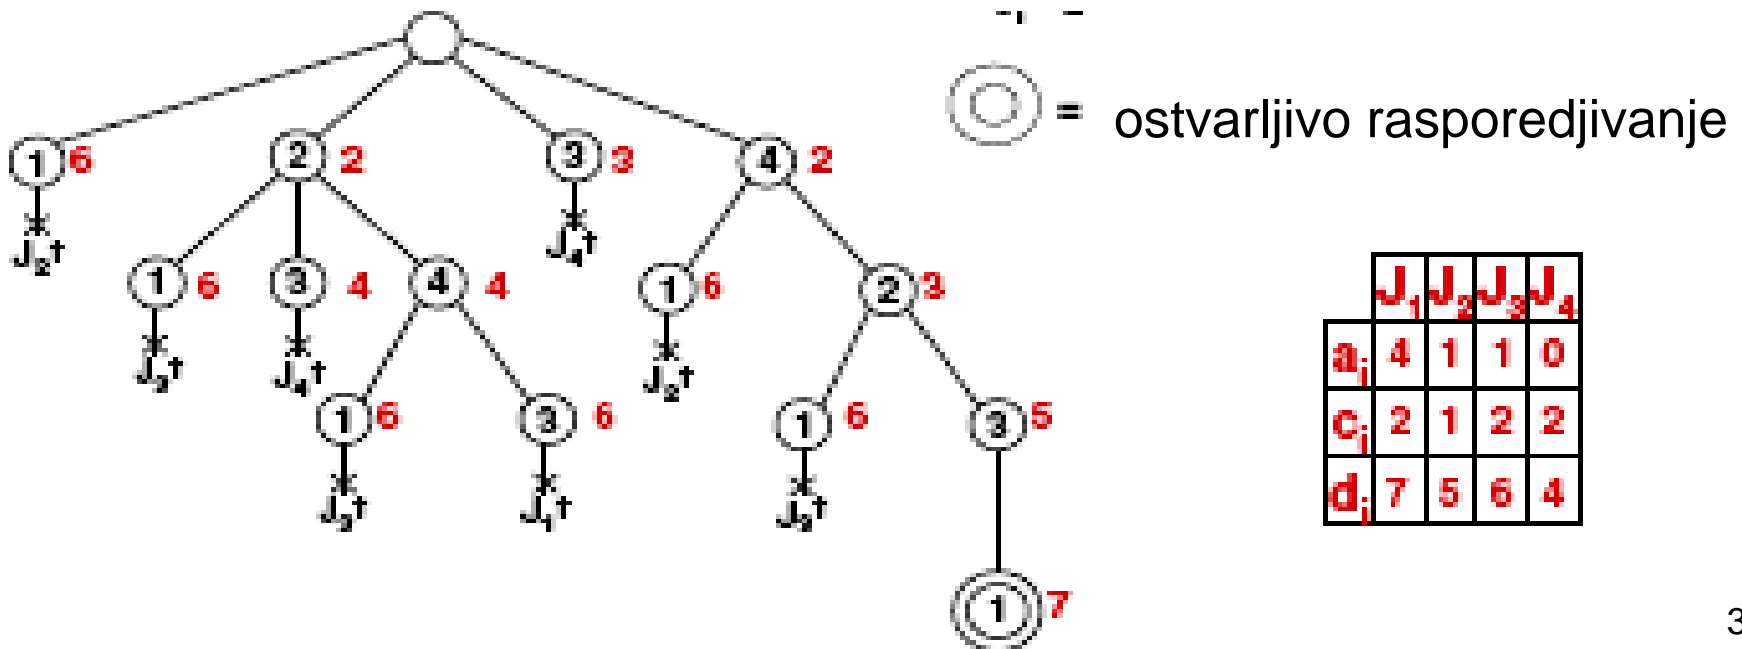 = ostvarljivo rasporedjivanje
1 6
2 2
3 3
4 2
J₂†
J₄†
1 6
3 4
4 4
1 6
2 3
J₃†
J₄†
J₂†
1 6
3 6
1 6
3 5
J₃†
J₁†
J₃†
1 7
J₁ J₂ J₃ J₄
aᵢ 4 1 1 0
cᵢ 2 1 2 2
dᵢ 7 5 6 4
3